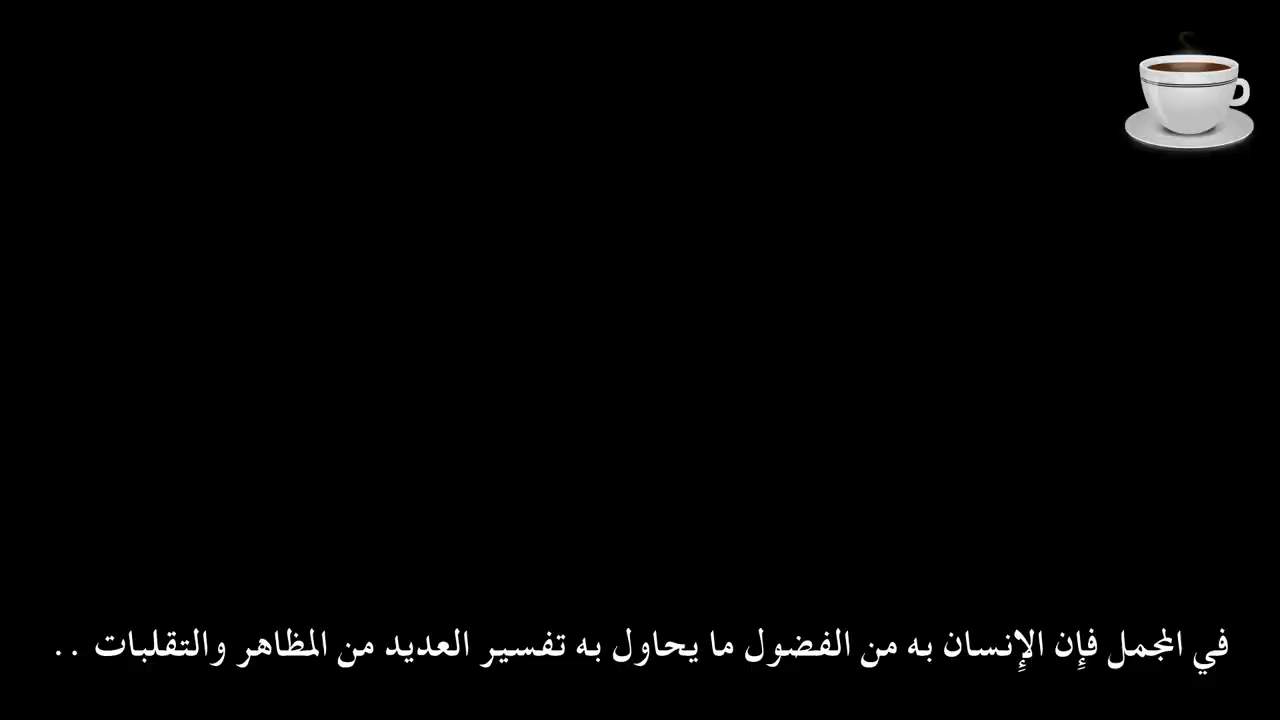 في المجمل فإن الإنسان به من الفضول ما يحاول به تفسير العديد من المظاهر والتقلبات ..